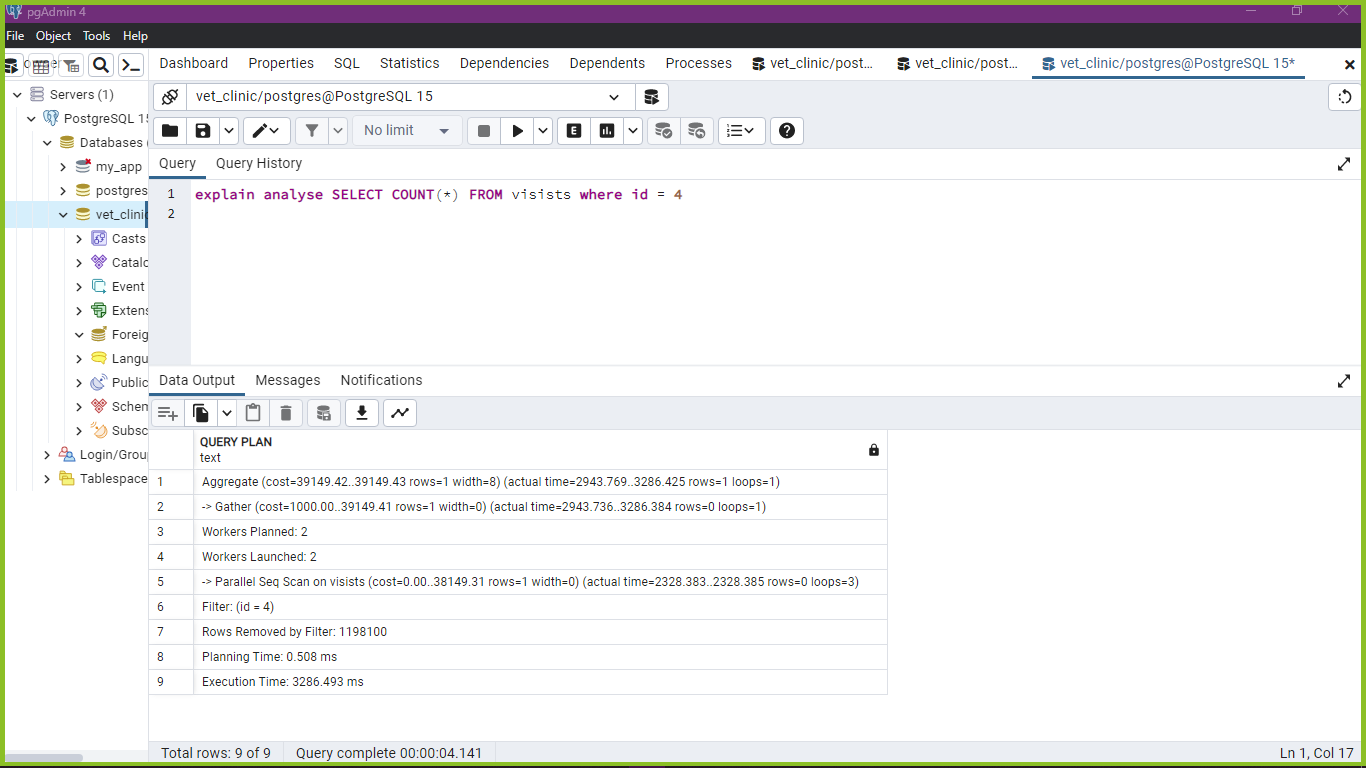 pgAdmin 4
File Object Tools Help
Dashboard Properties SQL Statistics Dependencies Dependents Processes vet_clinic/post... vet_clinic/post... vet_clinic/postgres@PostgreSQL 15*
Servers (1)
PostgreSQL 15
Databases (
my_app
postgres
vet_clinic
Casts
Catalo
Event
Extens
Foreig
Langu
Public
Schem
Subsc
Login/Grou
Tablespace
vet_clinic/postgres@PostgreSQL 15
No limit
E
Query Query History
1 explain analyse SELECT COUNT(*) FROM visists where id = 4
2
Data Output Messages Notifications
QUERY PLAN
text
1 Aggregate (cost=39149.42..39149.43 rows=1 width=8) (actual time=2943.769..3286.425 rows=1 loops=1)
2 -> Gather (cost=1000.00..39149.41 rows=1 width=0) (actual time=2943.736..3286.384 rows=0 loops=1)
3 Workers Planned: 2
4 Workers Launched: 2
5 -> Parallel Seq Scan on visists (cost=0.00..38149.31 rows=1 width=0) (actual time=2328.383..2328.385 rows=0 loops=3)
6 Filter: (id = 4)
7 Rows Removed by Filter: 1198100
8 Planning Time: 0.508 ms
9 Execution Time: 3286.493 ms
Total rows: 9 of 9 Query complete 00:00:04.141 Ln 1, Col 17